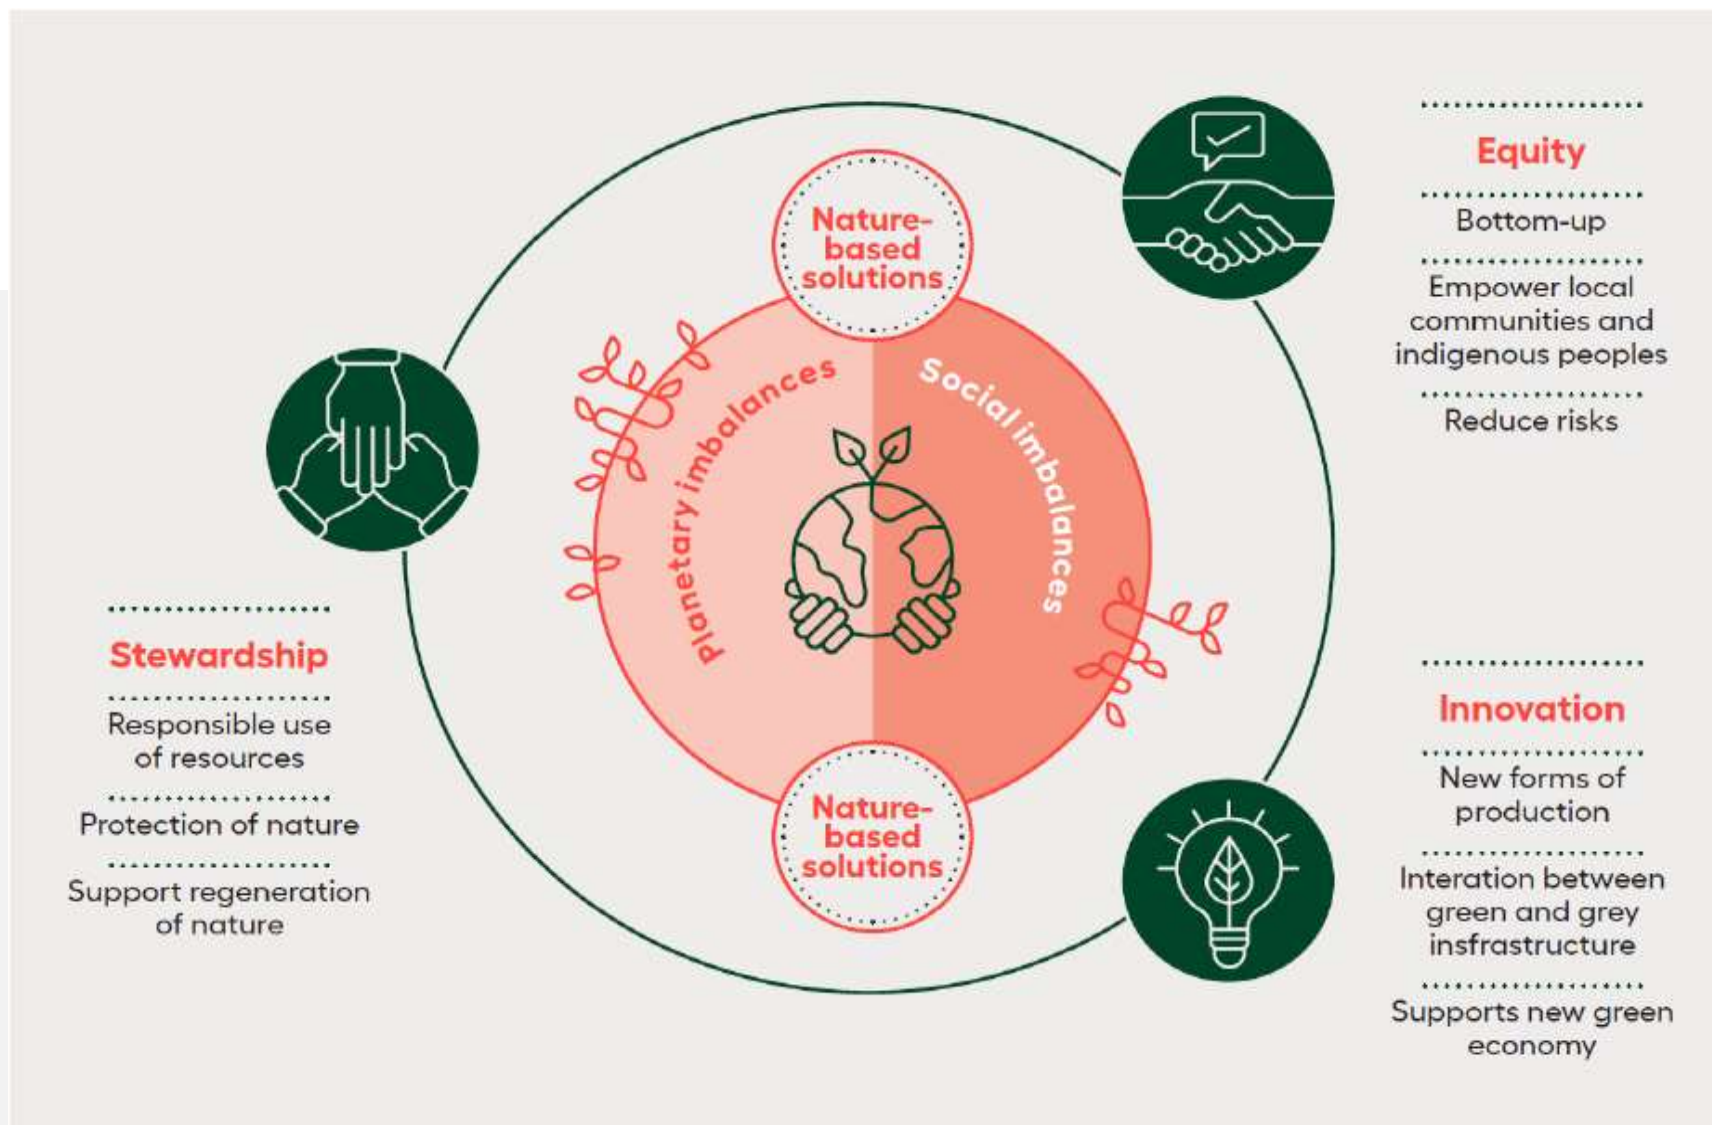 Nature-
based
solutions
Planetary imbalances
Social imbalances
Nature-
based
solutions
Equity
Bottom-up
Empower local
communities and
indigenous peoples
Reduce risks
Stewardship
Responsible use
of resources
Protection of nature
Support regeneration
of nature
Innovation
New forms of
production
Interation between
green and grey
insfrastructure
Supports new green
economy